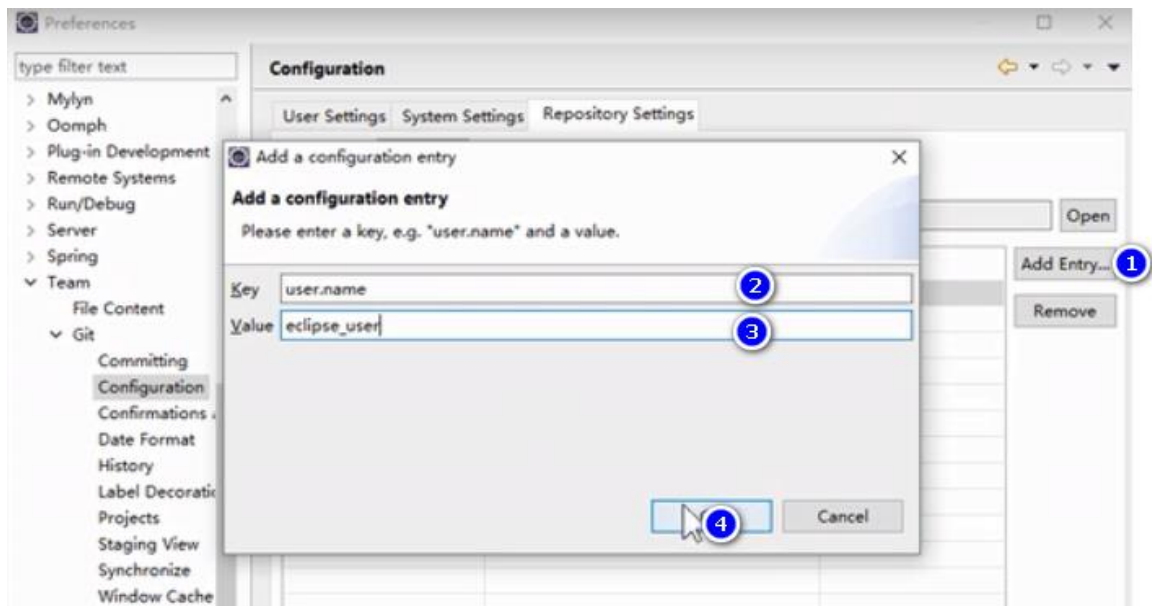 Preferences
type filter text
Configuration
Mylyn
Oomph
Plug-in Development
Remote Systems
Run/Debug
Server
Spring
Team
File Content
Git
Committing
Configuration
Confirmations
Date Format
History
Label Decoratic
Projects
Staging View
Synchronize
Window Cache
User Settings System Settings Repository Settings
Add a configuration entry
Add a configuration entry
Please enter a key, e.g. "user.name" and a value.
Key user.name 2
Value eclipse_user 3
4 Cancel
Open
Add Entry... 1
Remove